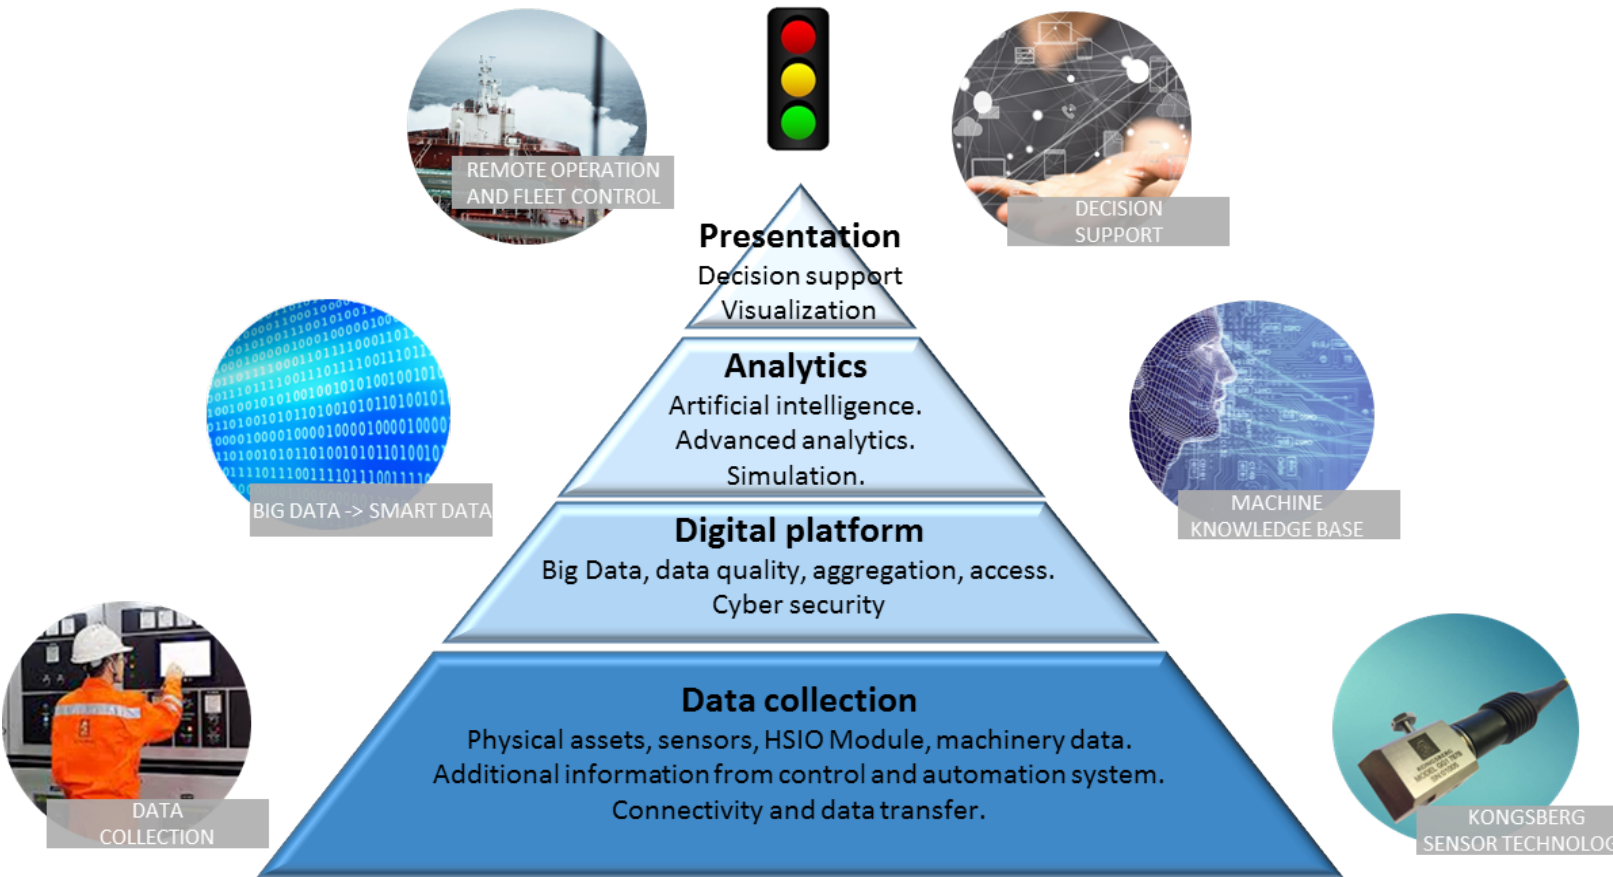 REMOTE OPERATION
AND FLEET CONTROL
DECISION
SUPPORT
Presentation
Decision support
Visualization
Analytics
Artificial intelligence.
Advanced analytics.
Simulation.
BIG DATA -> SMART DATA
MACHINE
KNOWLEDGE BASE
Digital platform
Big Data, data quality, aggregation, access.
Cyber security
Data collection
Physical assets, sensors, HSIO Module, machinery data.
Additional information from control and automation system.
Connectivity and data transfer.
DATA
COLLECTION
KONGSBERG
KONGSBERG
SENSOR TECHNOLOG